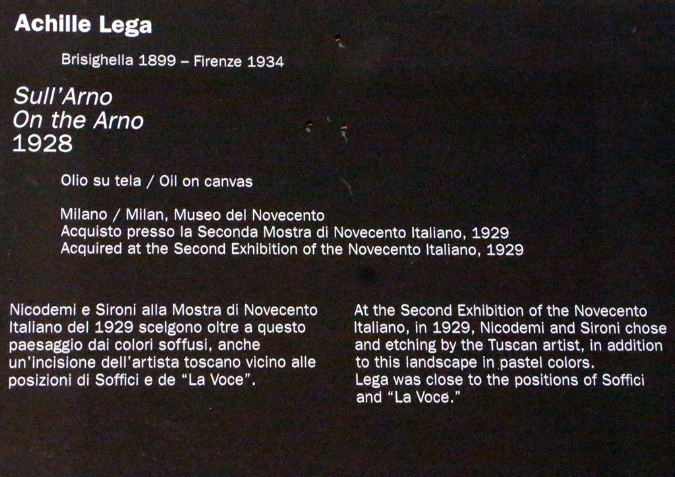 Achille Lega
Brisighella 1899 – Firenze 1934
Sull'Arno
On the Arno
1928
Olio su tela / Oil on canvas
Milano / Milan, Museo del Novecento
Acquisto presso la Seconda Mostra di Novecento Italiano, 1929
Acquired at the Second Exhibition of the Novecento Italiano, 1929
Nicodemi e Sironi alla Mostra di Novecento
Italiano del 1929 scelgono oltre a questo
paesaggio dai colori soffusi, anche
un'incisione dell'artista toscano vicino alle
posizioni di Soffici e de “La Voce”.
At the Second Exhibition of the Novecento
Italiano, in 1929, Nicodemi and Sironi chose
and etching by the Tuscan artist, in addition
to this landscape in pastel colors.
Lega was close to the positions of Soffici
and “La Voce.”